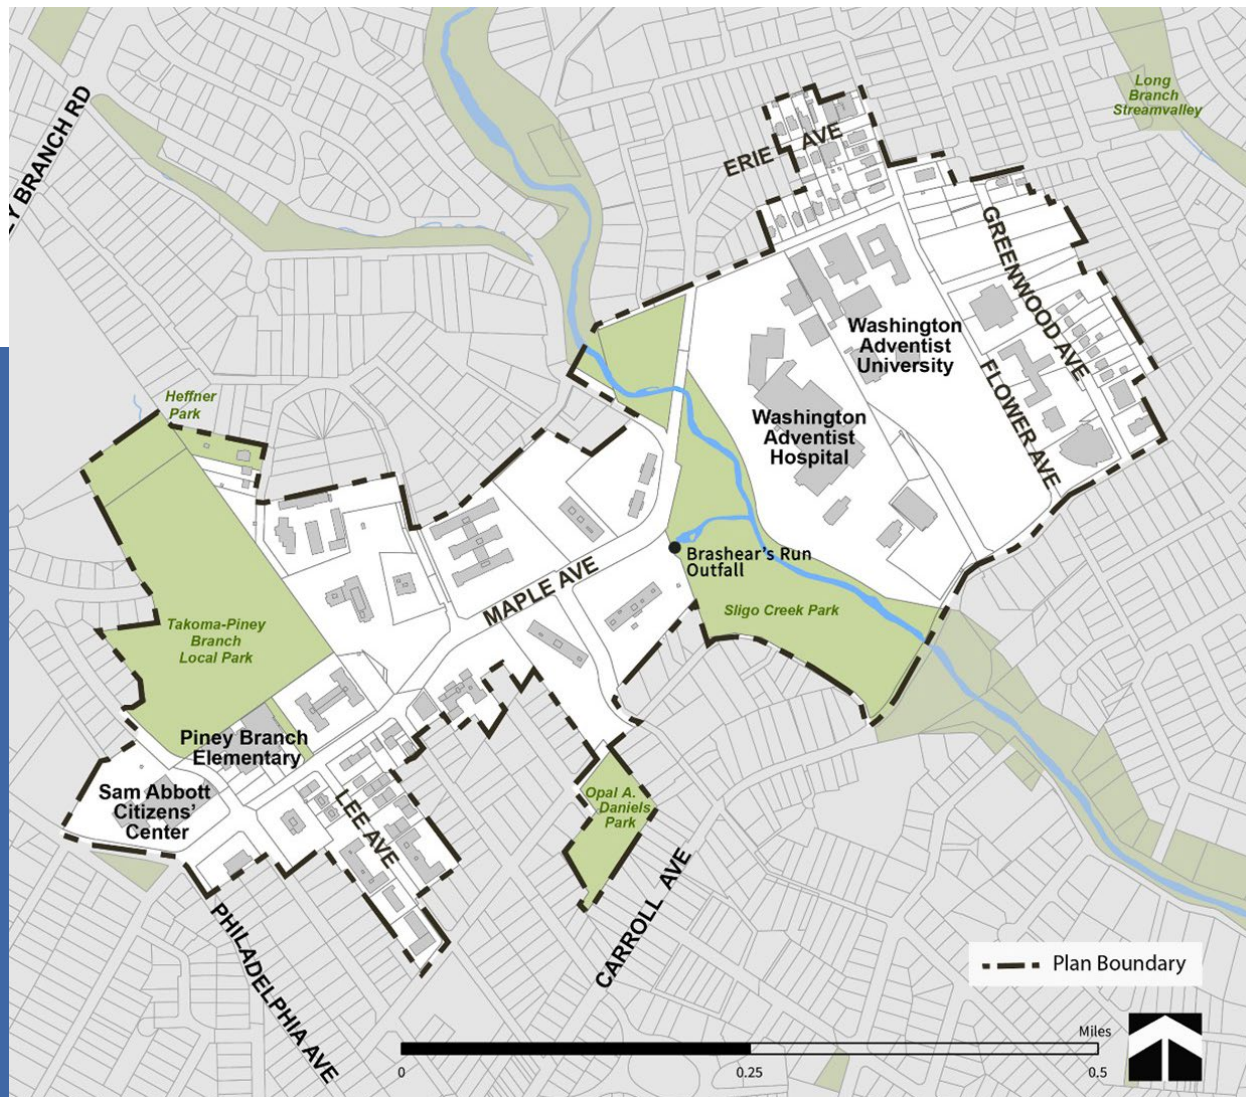 Long
Branch
Streamvalley
EY BRANCH RD
ERIE AVE
GREENWOOD AVE
Washington
Adventist
University
FLOWER AVE
Heffner
Park
Washington
Adventist
Hospital
Brashear's Run
Outfall
MAPLE AVE
Sligo Creek Park
Takoma-Piney
Branch
Local Park
Piney Branch
Elementary
Sam Abbott
Citizens'
Center
LEE AVE
Opal A.
Daniels
Park
CARROLL AVE
PHILADELPHIA AVE
Plan Boundary
Miles
0
0.25
0.5